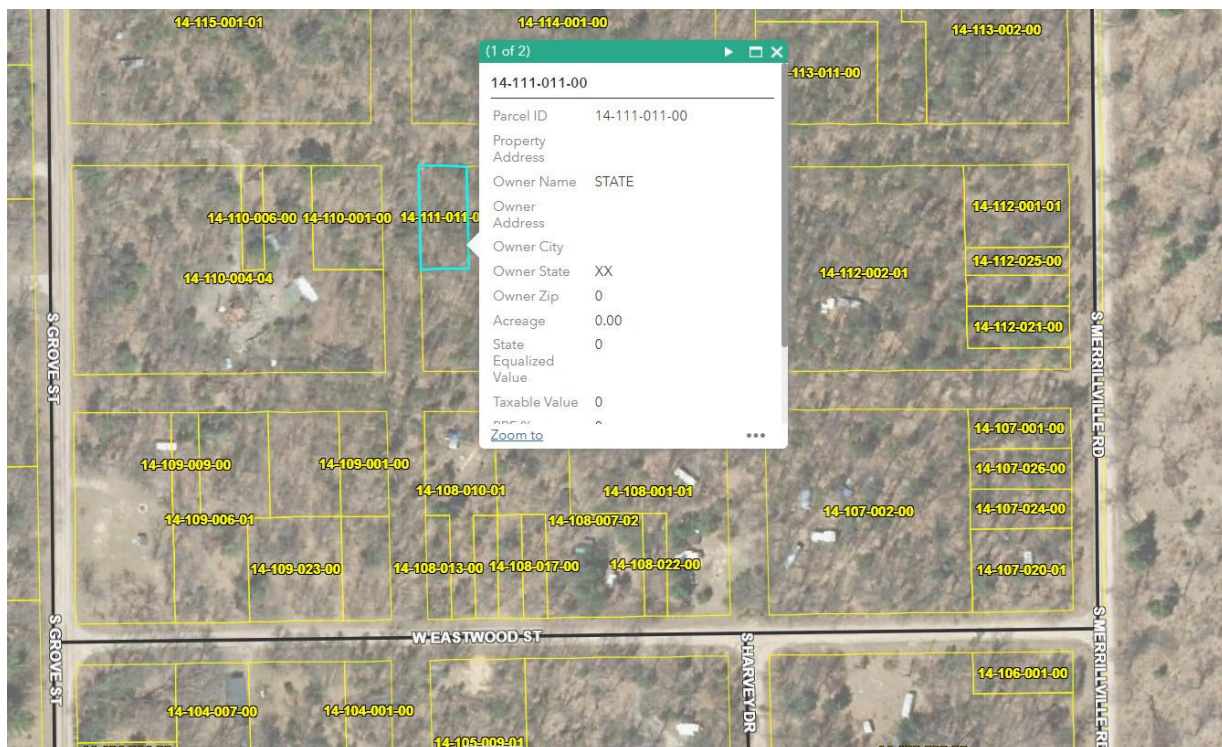 14-115-001-01
14-114-001-00
14-113-002-00
-113-011-00
(1 of 2)
14-111-011-00
Parcel ID 14-111-011-00
Property
Address
Owner Name STATE
Owner
Address
Owner City
Owner State XX
Owner Zip 0
Acreage 0.00
State 0
Equalized
Value
Taxable Value 0
Zoom to
14-110-006-00
14-110-001-00
14-111-011-0
14-110-004-04
14-112-001-01
14-112-025-00
14-112-002-01
14-112-021-00
S GROVE ST
S MERRILLVILLE RD
14-109-009-00
14-109-001-00
14-109-006-01
14-109-023-00
14-108-010-01
14-108-001-01
14-108-007-02
14-108-013-00
14-108-017-00
14-108-022-00
14-107-001-00
14-107-026-00
14-107-002-00
14-107-024-00
14-107-020-01
W EASTWOOD ST
S GROVE ST
S HARVEY DR
S MERRILLVILLE R
14-106-001-00
14-104-007-00
14-104-001-00
14-105-009-01